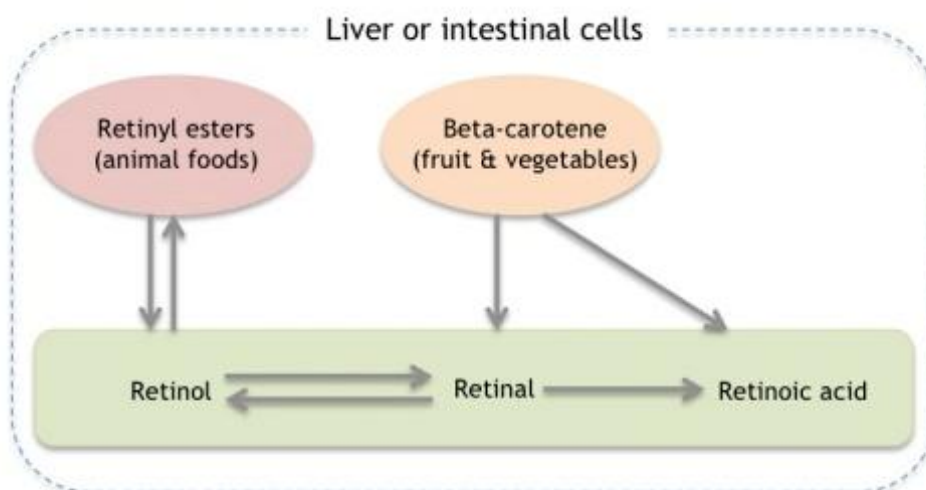 Liver or intestinal cells
Retinyl esters
(animal foods)
Beta-carotene
(fruit & vegetables)
Retinol
Retinal
Retinoic acid